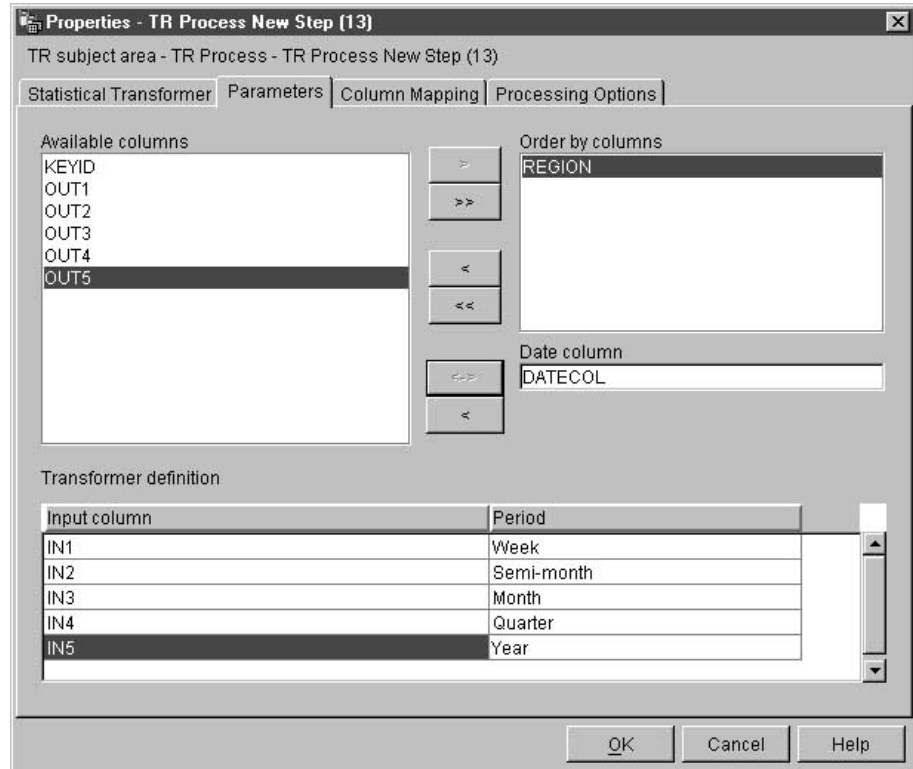 Properties - TR Process New Step (13)
TR subject area - TR Process - TR Process New Step (13)
Statistical Transformer Parameters Column Mapping Processing Options
Available columns
KEYID
OUT1
OUT2
OUT3
OUT4
OUT5
>
>>
<
<<
<->
<
Order by columns
REGION
Date column
DATECOL
Transformer definition
Input column Period
IN1 Week
IN2 Semi-month
IN3 Month
IN4 Quarter
IN5 Year
OK Cancel Help